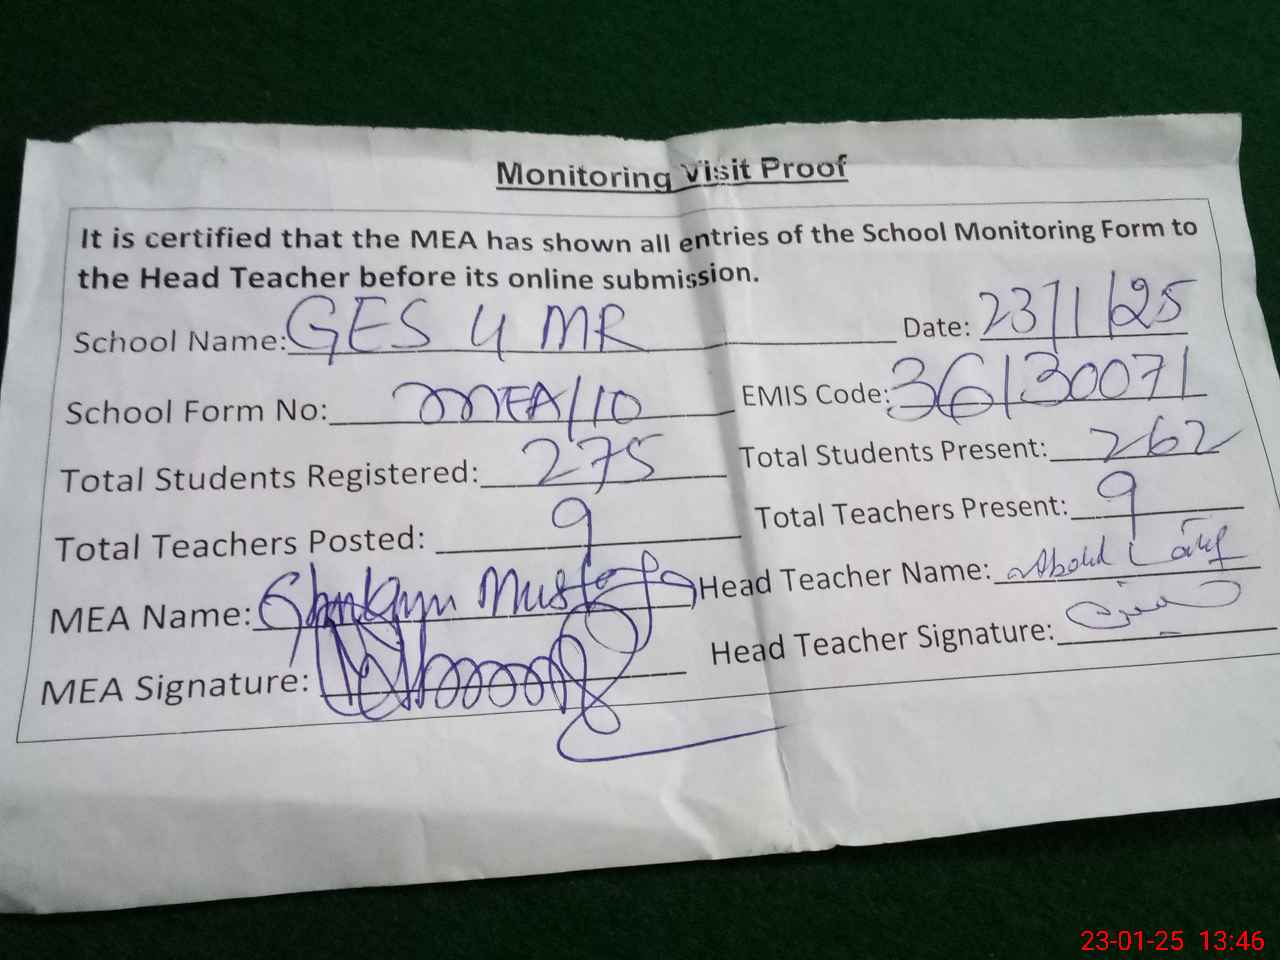 Monitoring Visit Proof
It is certified that the MEA has shown all entries of the School Monitoring Form to
the Head Teacher before its online submission.
School Name: GES 4 MR Date: 23/1/25
School Form No: MEA/10 EMIS Code: 36130071
Total Students Registered: 275 Total Students Present: 262
Total Teachers Posted: 9 Total Teachers Present: 9
MEA Name: Mustafa Head Teacher Name: Abdul Latif
MEA Signature: Head Teacher Signature:
23-01-25 13:46